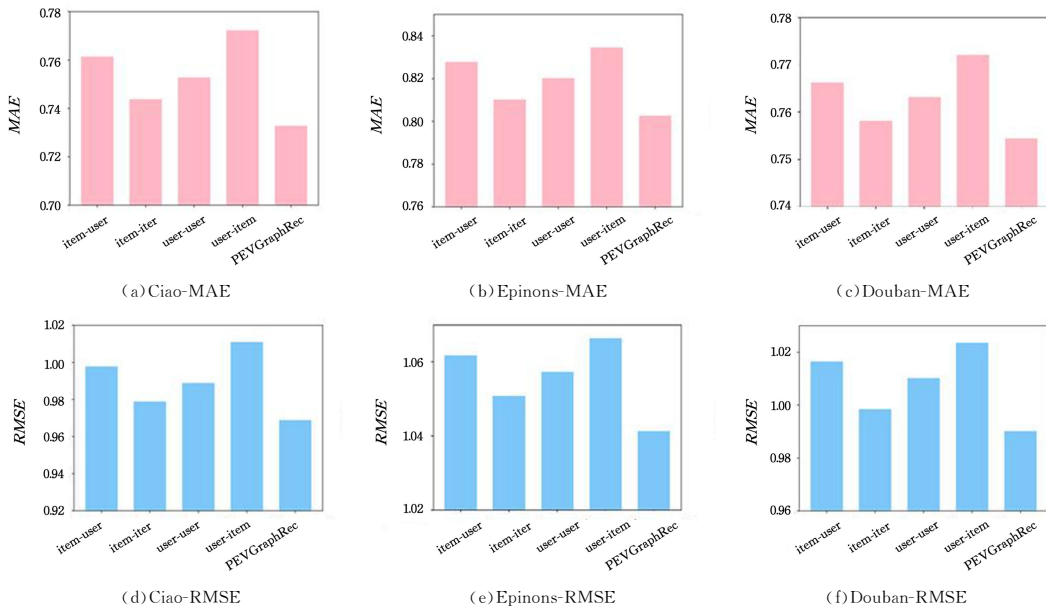 0.78
0.76
0.74
0.72
0.70
MAE
item-user
item-iter
user-user
user-item
PEVGraphRec
(a)Ciao-MAE
0.84
0.82
0.80
0.78
0.76
MAE
item-user
item-iter
user-user
user-item
PEVGraphRec
(b)Epinons-MAE
0.78
0.77
0.76
0.75
0.74
MAE
item-user
item-iter
user-user
user-item
PEVGraphRec
(c)Douban-MAE
1.02
1.00
0.98
0.96
0.94
0.92
RMSE
item-user
item-iter
user-user
user-item
PEVGraphRec
(d)Ciao-RMSE
1.06
1.04
1.02
RMSE
item-user
item-iter
user-user
user-item
PEVGraphRec
(e)Epinons-RMSE
1.02
1.00
0.98
0.96
RMSE
item-user
item-iter
user-user
user-item
PEVGraphRec
(f)Douban-RMSE